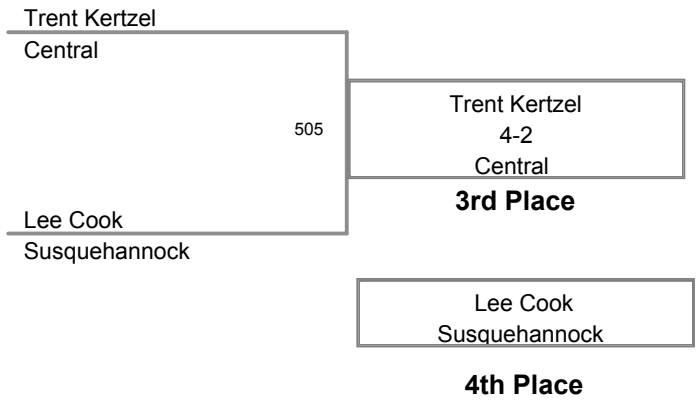 Trent Kertzel
Central
505
Trent Kertzel
4-2
Central
3rd Place
Lee Cook
Susquehannock
Lee Cook
Susquehannock
4th Place